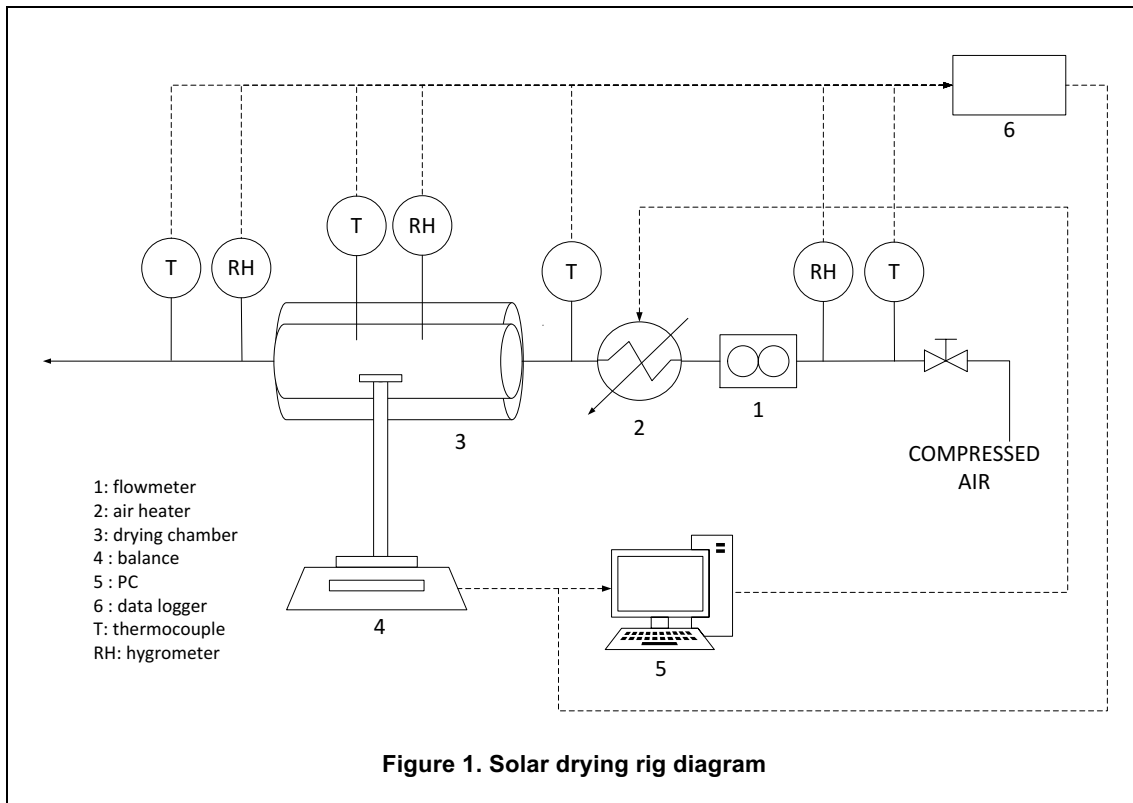 6
T
RH
T
RH
T
RH
T
1
2
3
COMPRESSED
AIR
1: flowmeter
2: air heater
3: drying chamber
4 : balance
5 : PC
6 : data logger
T: thermocouple
RH: hygrometer
4
5
Figure 1. Solar drying rig diagram